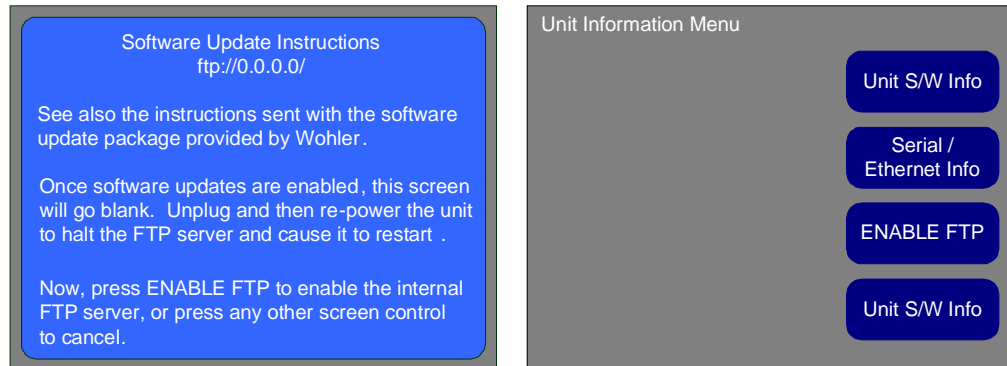 Software Update Instructions
ftp://0.0.0.0/
See also the instructions sent with the software
update package provided by Wohler.
Once software updates are enabled, this screen
will go blank. Unplug and then re-power the unit
to halt the FTP server and cause it to restart .
Now, press ENABLE FTP to enable the internal
FTP server, or press any other screen control
to cancel.
Unit Information Menu
Unit S/W Info
Serial /
Ethernet Info
ENABLE FTP
Unit S/W Info